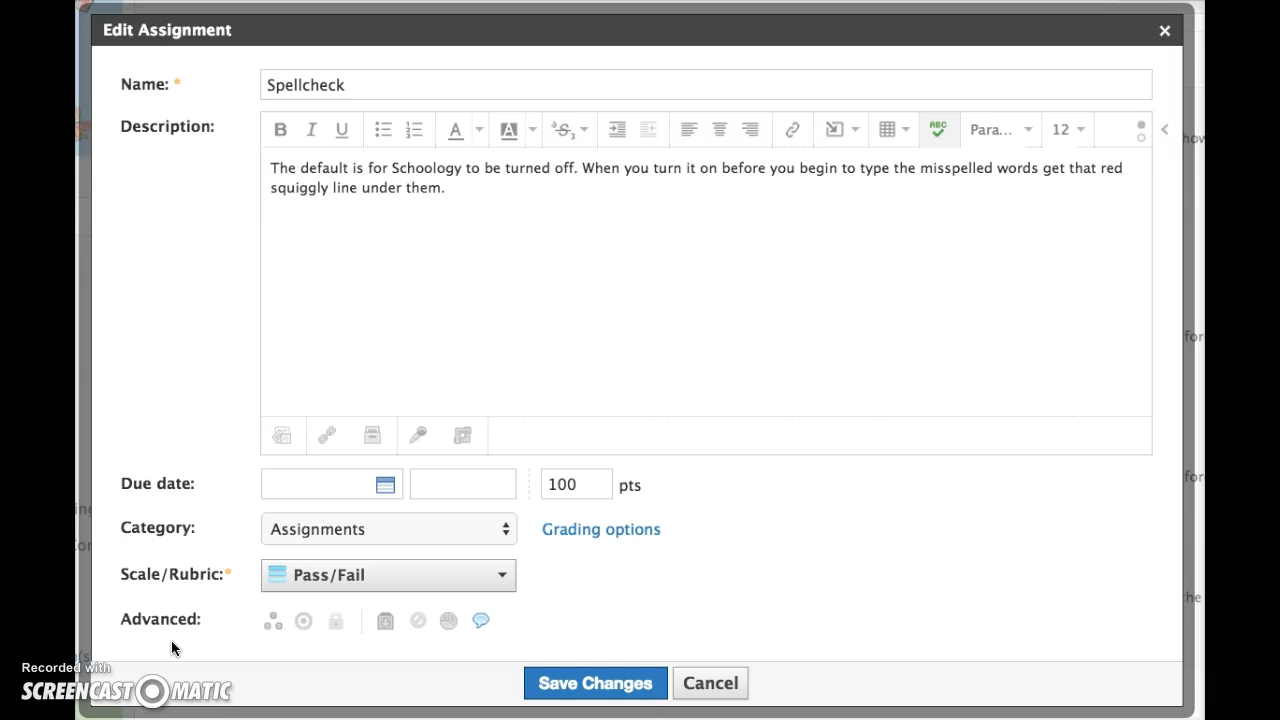 Edit Assignment ×
Name: *
Spellcheck
Description:
B I U A A S ABC Para... 12
The default is for Schoology to be turned off. When you turn it on before you begin to type the misspelled words get that red
squiggly line under them.
Due date:
100 pts
Category:
Assignments
Grading options
Scale/Rubric:*
Pass/Fail
Advanced:
Save Changes
Cancel
Recorded with
SCREENCAST-O-MATIC